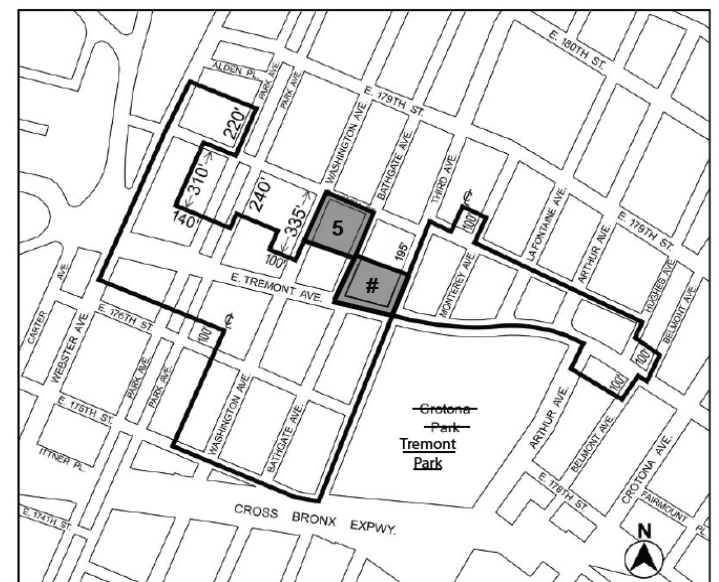 E. 180TH ST.
ALDEN PL.
PARK AVE.
PARK AVE.
E. 179TH ST.
WASHINGTON AVE.
BATHGATE AVE.
THIRD AVE.
220'
310'
140'
240'
335'
100'
5
195'
#
100'
LA FONTAINE AVE.
ARTHUR AVE.
E. 179TH ST.
HUGHES AVE.
BELMONT AVE.
MONTEREY AVE.
E. TREMONT AVE.
CARTER AVE
WEBSTER AVE.
E. 176TH ST.
100'
PARK AVE.
PARK AVE.
100'
100'
WASHINGTON AVE.
BATHGATE AVE.
E. 175TH ST.
ITTNER PL.
E. 174TH ST.
CROSS BRONX EXPWY.
Crotona
Park
Tremont
Park
ARTHUR AVE.
BELMONT AVE.
CROTONA AVE.
E. 176TH ST.
FAIRMOUNT PL.
N